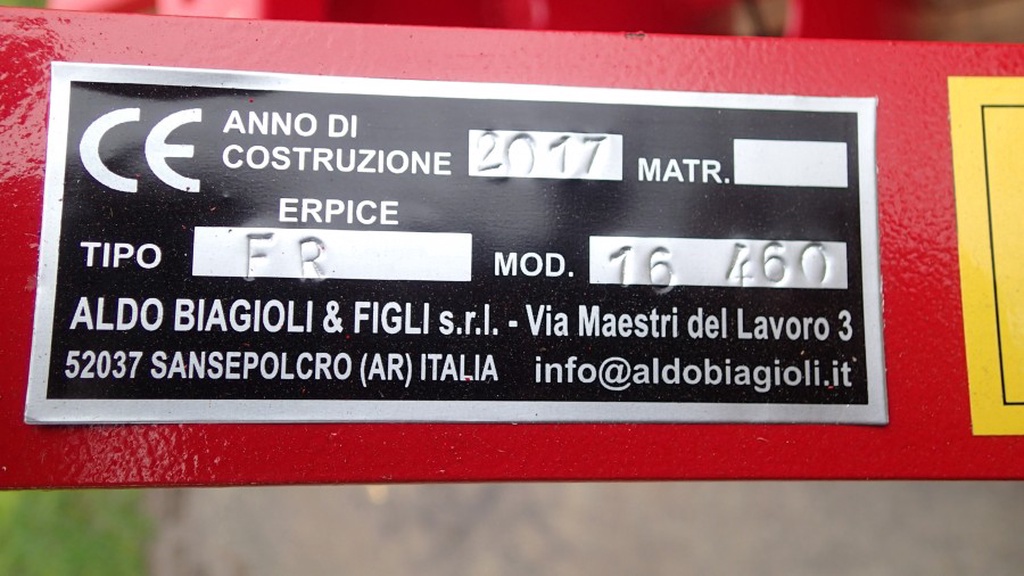 CE ANNO DI
COSTRUZIONE 2017 MATR.
ERPICE
TIPO FR MOD. 16 460
ALDO BIAGIOLI & FIGLI s.r.l. - Via Maestri del Lavoro 3
52037 SANSEPOLCRO (AR) ITALIA info@aldobiagioli.it